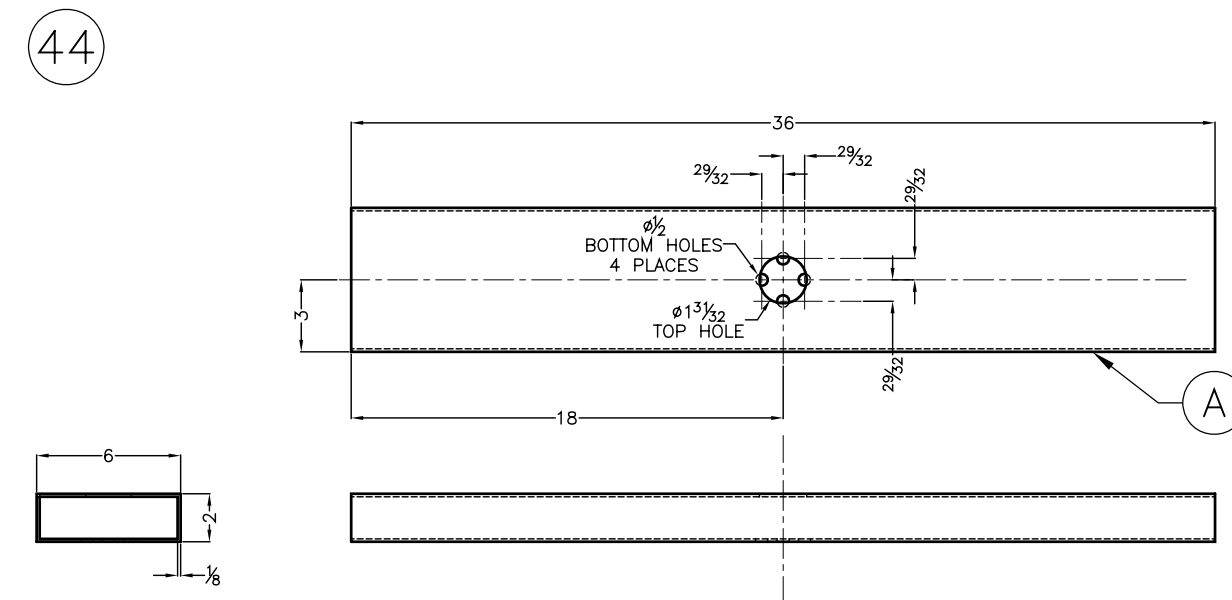 44
36
29/32
29/32
29/32
ø1/2
BOTTOM HOLES
4 PLACES
3
ø1 31/32
TOP HOLE
29/32
A
18
6
2
1/8